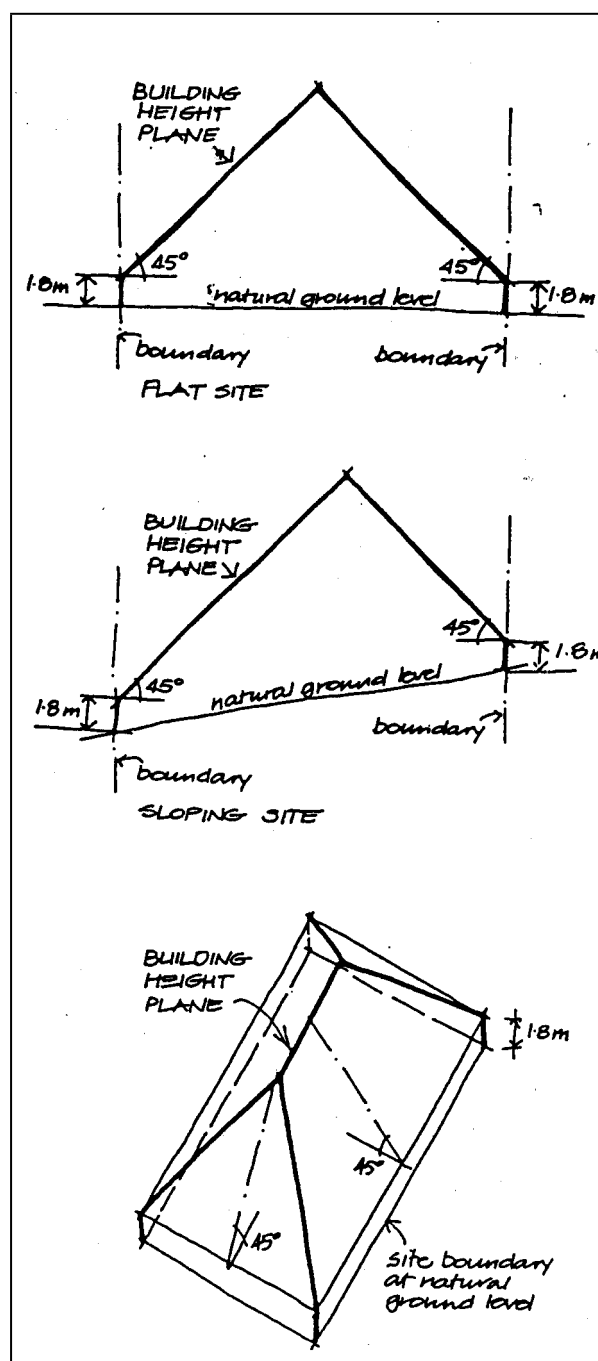 BUILDING
HEIGHT
PLANE
45°
45°
1.8m
natural ground level
1.8m
boundary
boundary
FLAT SITE
BUILDING
HEIGHT
PLANE
45°
1.8m
45°
natural ground level
1.8m
boundary
boundary
SLOPING SITE
BUILDING
HEIGHT
PLANE
1.8m
45°
45°
site boundary
at natural
ground level